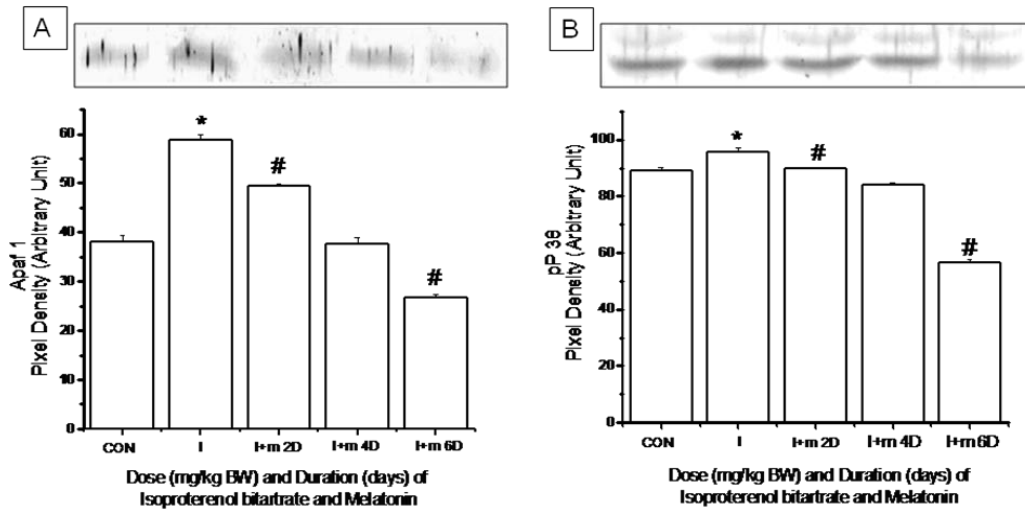 A
B
Apaf 1
Pixel Density (Arbitrary Unit)
60
50
40
30
20
10
0
*
#
#
CON
I
I+m 2D
I+m 4D
I+m 6D
Dose (mg/kg BW) and Duration (days) of
Isoproterenol bitartrate and Melatonin
pP 38
Pixel Density (Arbitrary Unit)
100
80
60
40
20
0
*
#
#
CON
I
I+m 2D
I+m 4D
I+m 6D
Dose (mg/kg BW) and Duration (days) of
Isoproterenol bitartrate and Melatonin